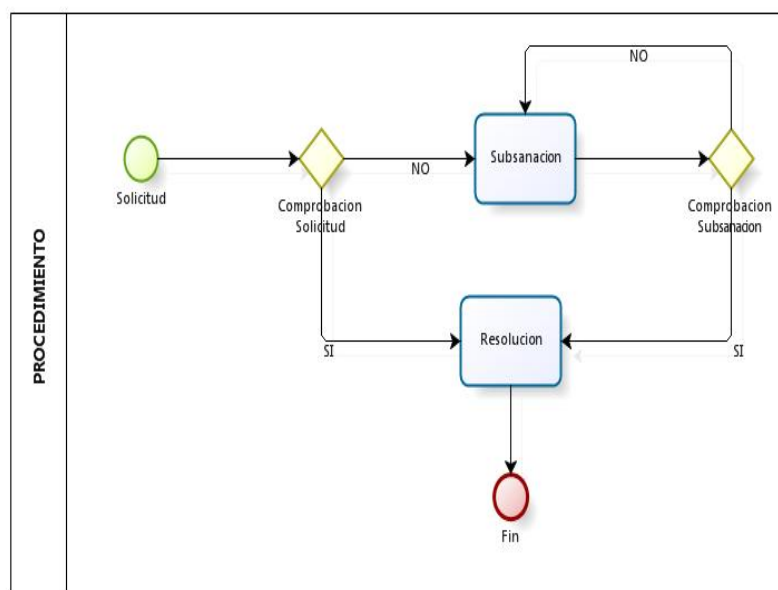 PROCEDIMIENTO
NO
Subsanacion
Solicitud
NO
Comprobacion
Solicitud
Comprobacion
Subsanacion
Resolucion
SI
SI
Fin